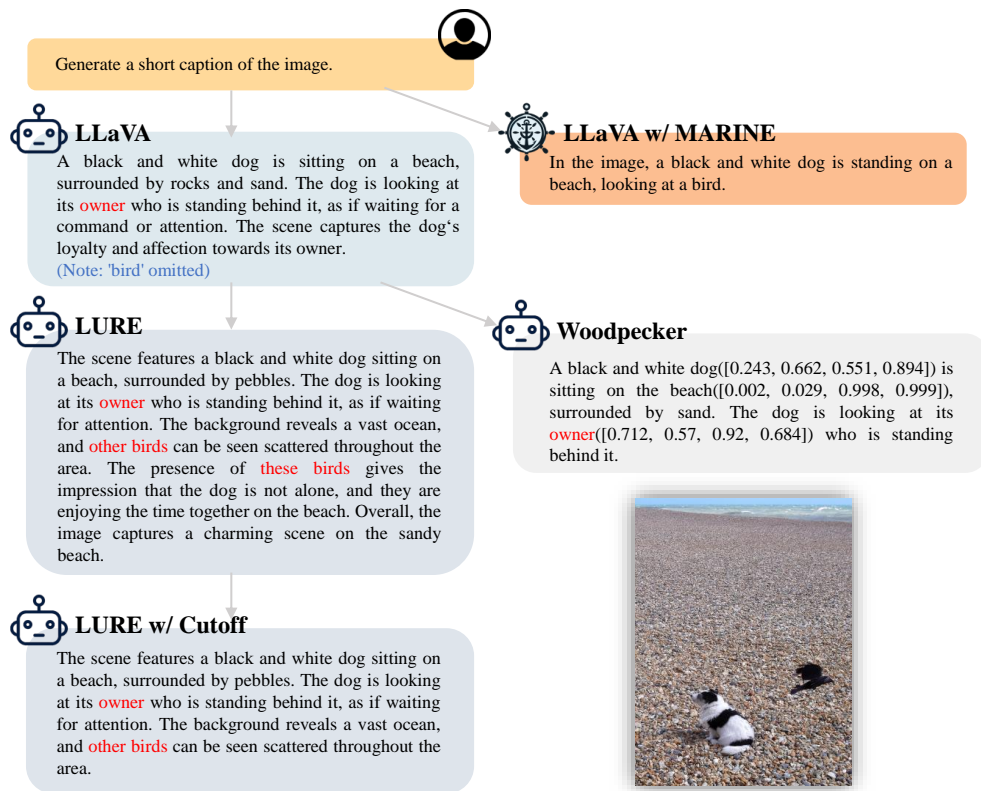 Generate a short caption of the image.
LLaVA
A black and white dog is sitting on a beach,
surrounded by rocks and sand. The dog is looking at
its owner who is standing behind it, as if waiting for a
command or attention. The scene captures the dog‘s
loyalty and affection towards its owner.
(Note: 'bird' omitted)
LLaVA w/ MARINE
In the image, a black and white dog is standing on a
beach, looking at a bird.
LURE
The scene features a black and white dog sitting on
a beach, surrounded by pebbles. The dog is looking
at its owner who is standing behind it, as if waiting
for attention. The background reveals a vast ocean,
and other birds can be seen scattered throughout the
area. The presence of these birds gives the
impression that the dog is not alone, and they are
enjoying the time together on the beach. Overall, the
image captures a charming scene on the sandy
beach.
Woodpecker
A black and white dog([0.243, 0.662, 0.551, 0.894]) is
sitting on the beach([0.002, 0.029, 0.998, 0.999]),
surrounded by sand. The dog is looking at its
owner([0.712, 0.57, 0.92, 0.684]) who is standing
behind it.
LURE w/ Cutoff
The scene features a black and white dog sitting on
a beach, surrounded by pebbles. The dog is looking
at its owner who is standing behind it, as if waiting
for attention. The background reveals a vast ocean,
and other birds can be seen scattered throughout the
area.